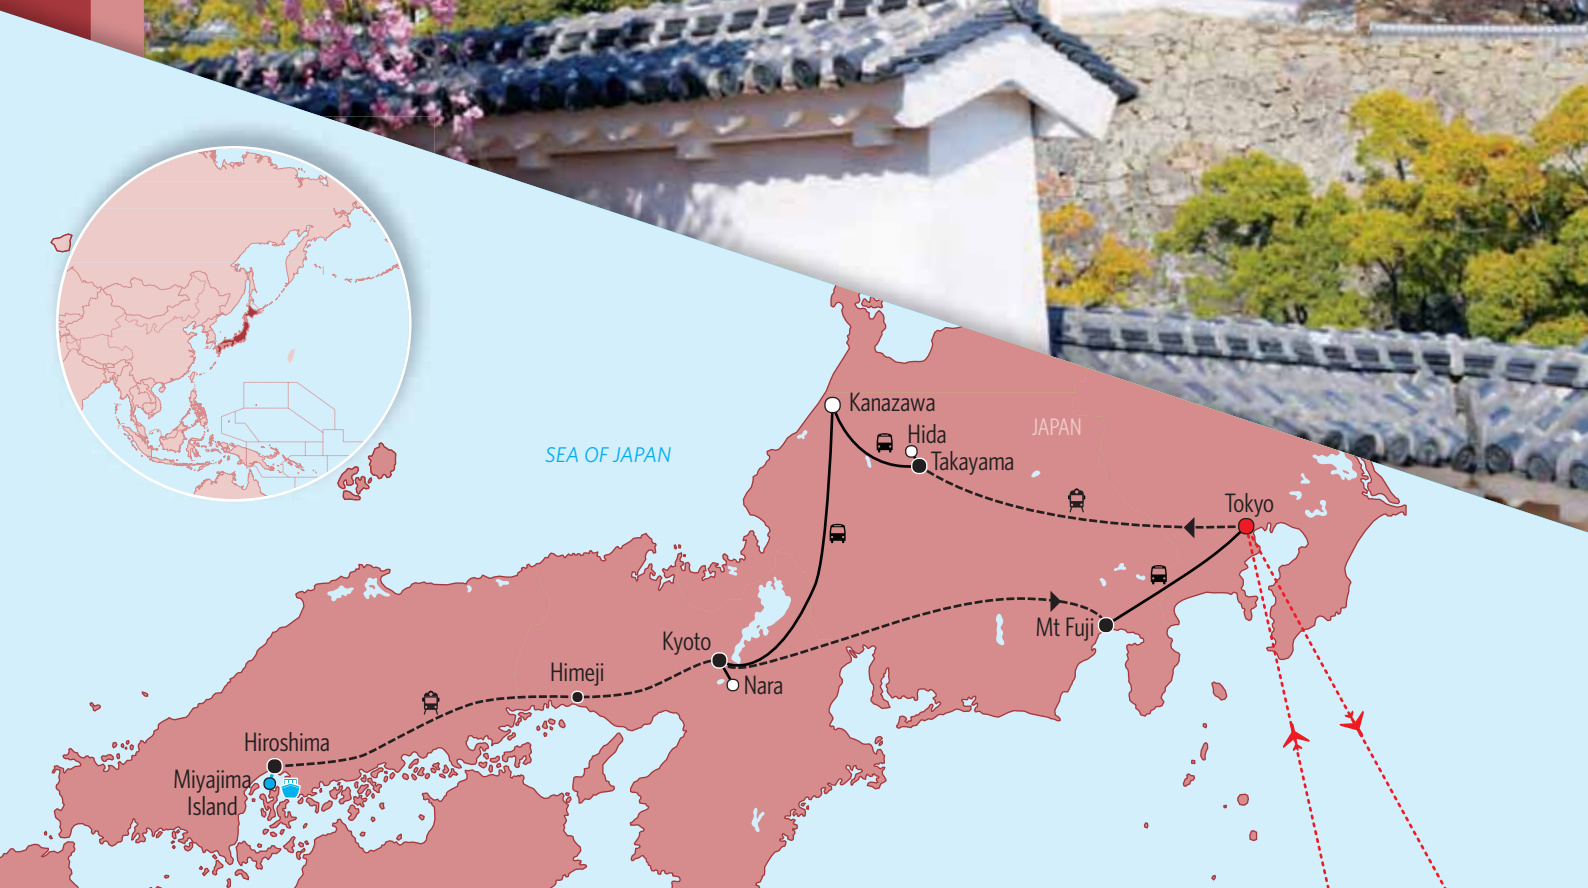 Kanazawa
JAPAN
Hida
SEA OF JAPAN
Takayama
Tokyo
Mt Fuji
Kyoto
Himeji
Nara
Hiroshima
Miyajima
Island